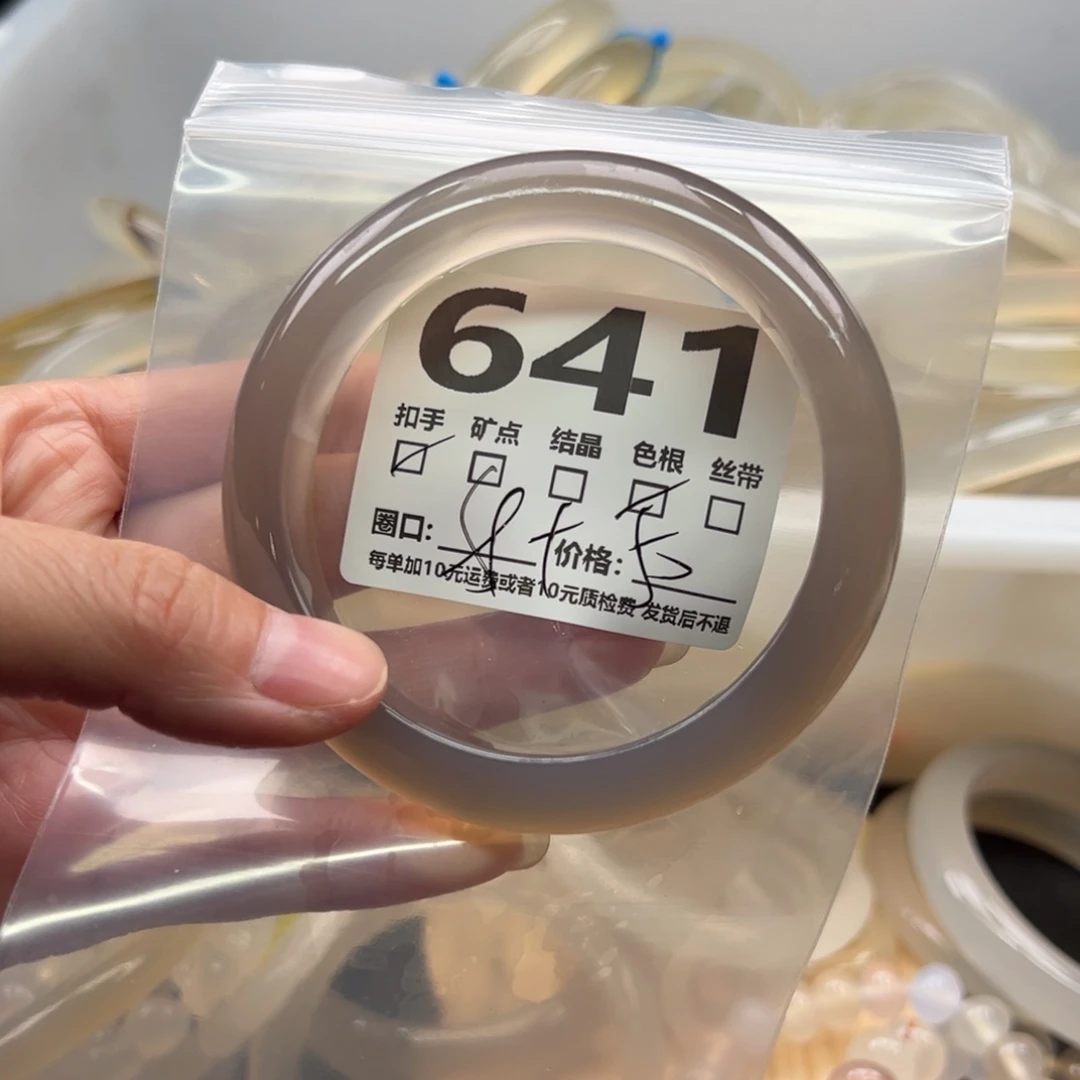 641
扣手 矿点 结晶 色根 丝带
圈口: 价格:
每单加10元运费或者10元质检费 发货后不退